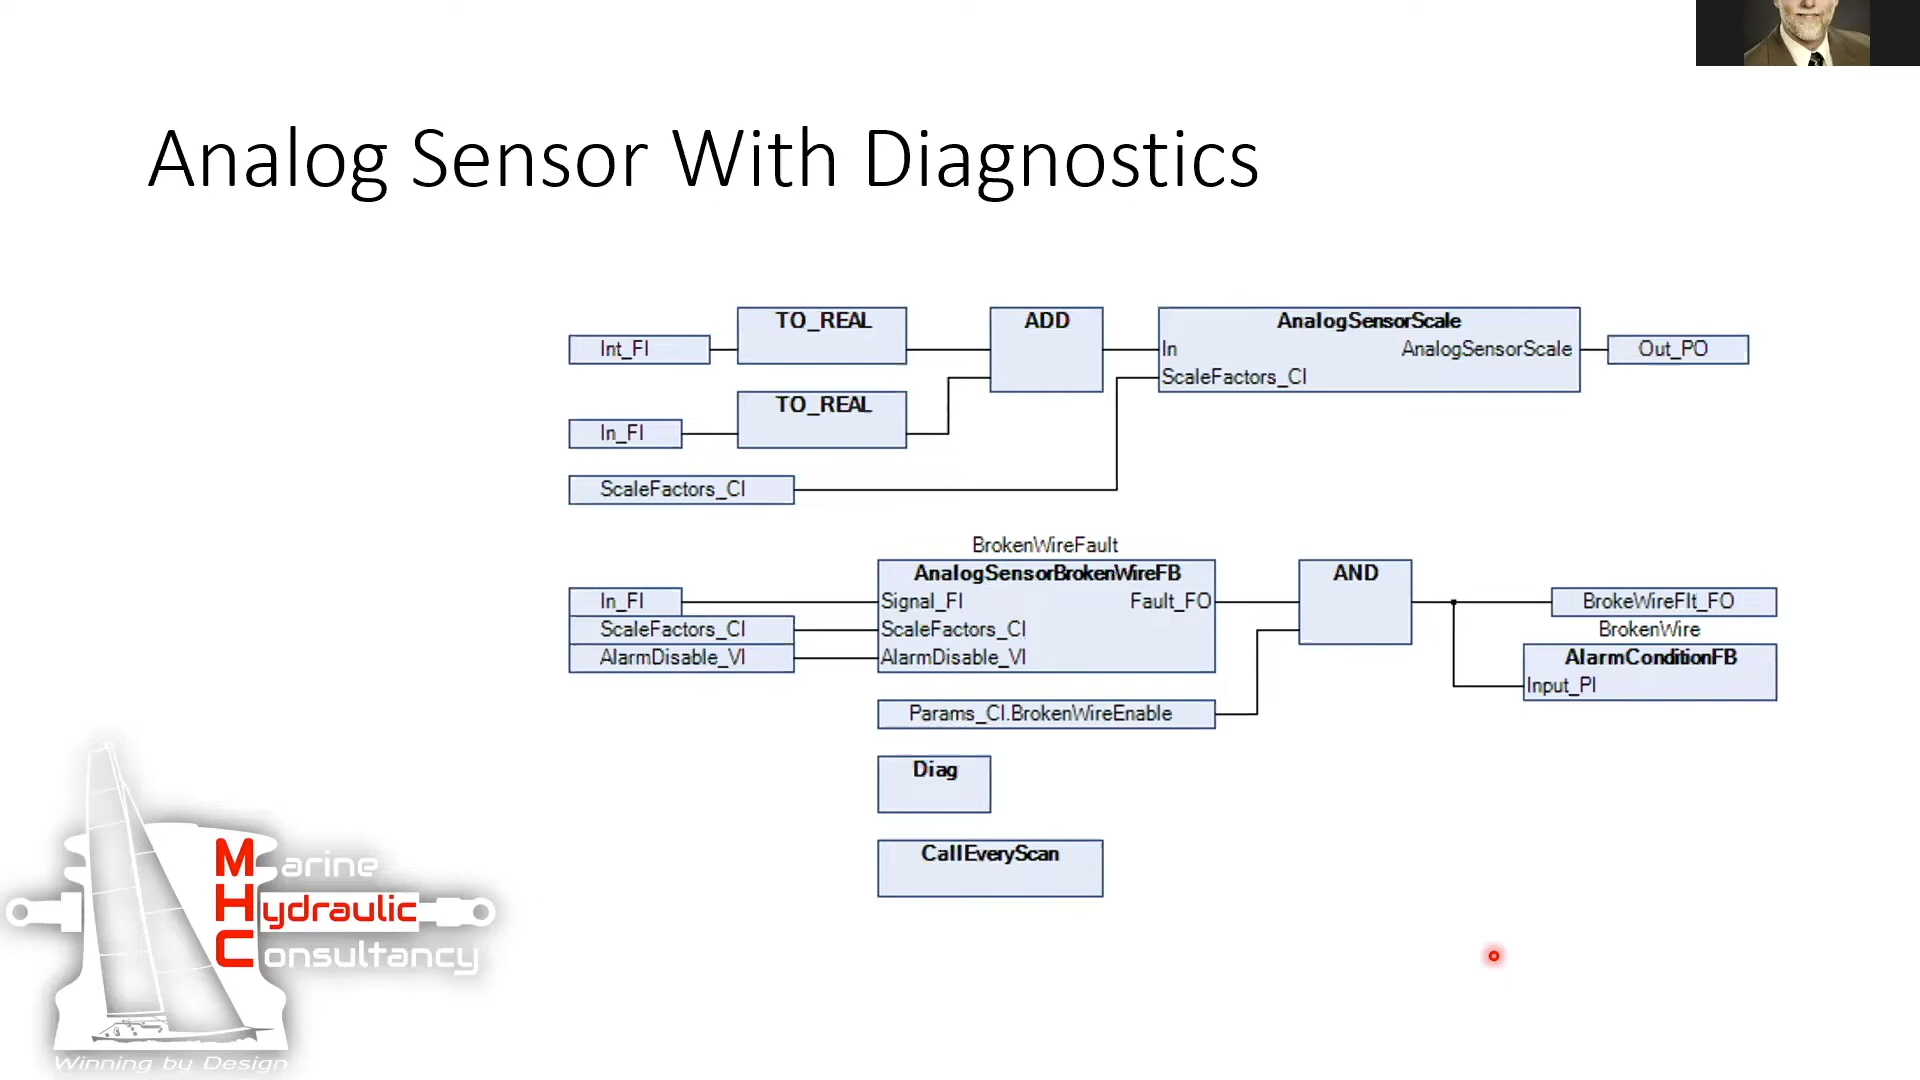 Analog Sensor With Diagnostics
TO_REAL
ADD
AnalogSensorScale
Int_FI
In
AnalogSensorScale
Out_PO
ScaleFactors_CI
TO_REAL
In_FI
ScaleFactors_CI
BrokenWireFault
AnalogSensorBrokenWireFB
AND
In_FI
Signal_FI
Fault_FO
BrokeWireFlt_FO
ScaleFactors_CI
ScaleFactors_CI
BrokenWire
AlarmDisable_VI
AlarmDisable_VI
AlarmConditionFB
Input_PI
Params_CI.BrokenWireEnable
Diag
CallEveryScan
Marine
Hydraulic
Consultancy
Winning by Design